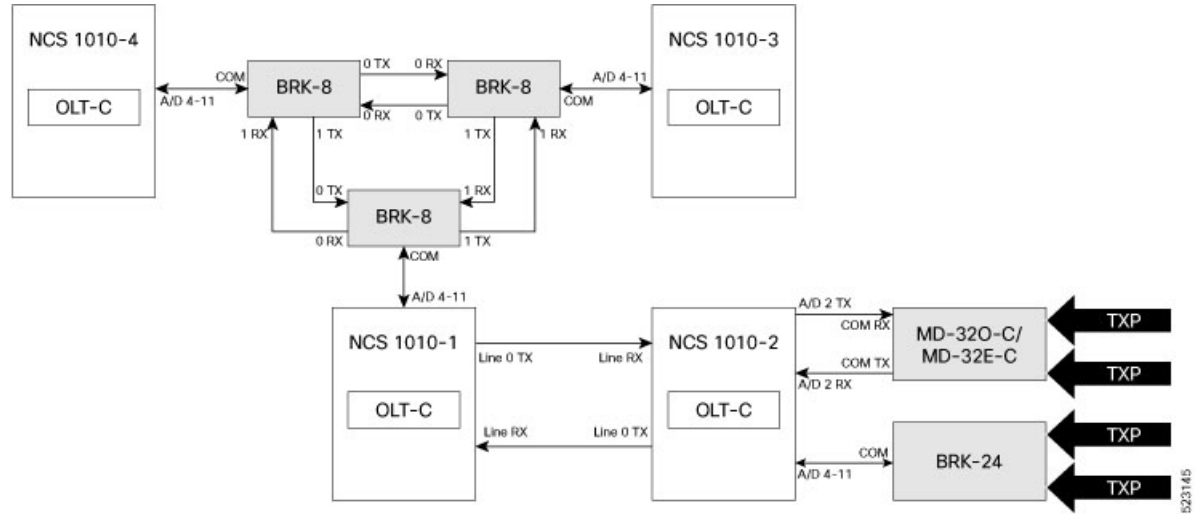 NCS 1010-4
OLT-C
COM
A/D 4-11
BRK-8
0 TX
0 RX
0 RX
0 TX
BRK-8
A/D 4-11
COM
NCS 1010-3
OLT-C
1 RX
1 TX
1 TX
1 RX
0 TX
1 RX
BRK-8
0 RX
1 TX
COM
A/D 4-11
NCS 1010-1
OLT-C
Line 0 TX
Line RX
Line RX
Line 0 TX
NCS 1010-2
OLT-C
A/D 2 TX
COM RX
COM TX
A/D 2 RX
MD-32O-C/
MD-32E-C
TXP
TXP
COM
A/D 4-11
BRK-24
TXP
TXP
523145